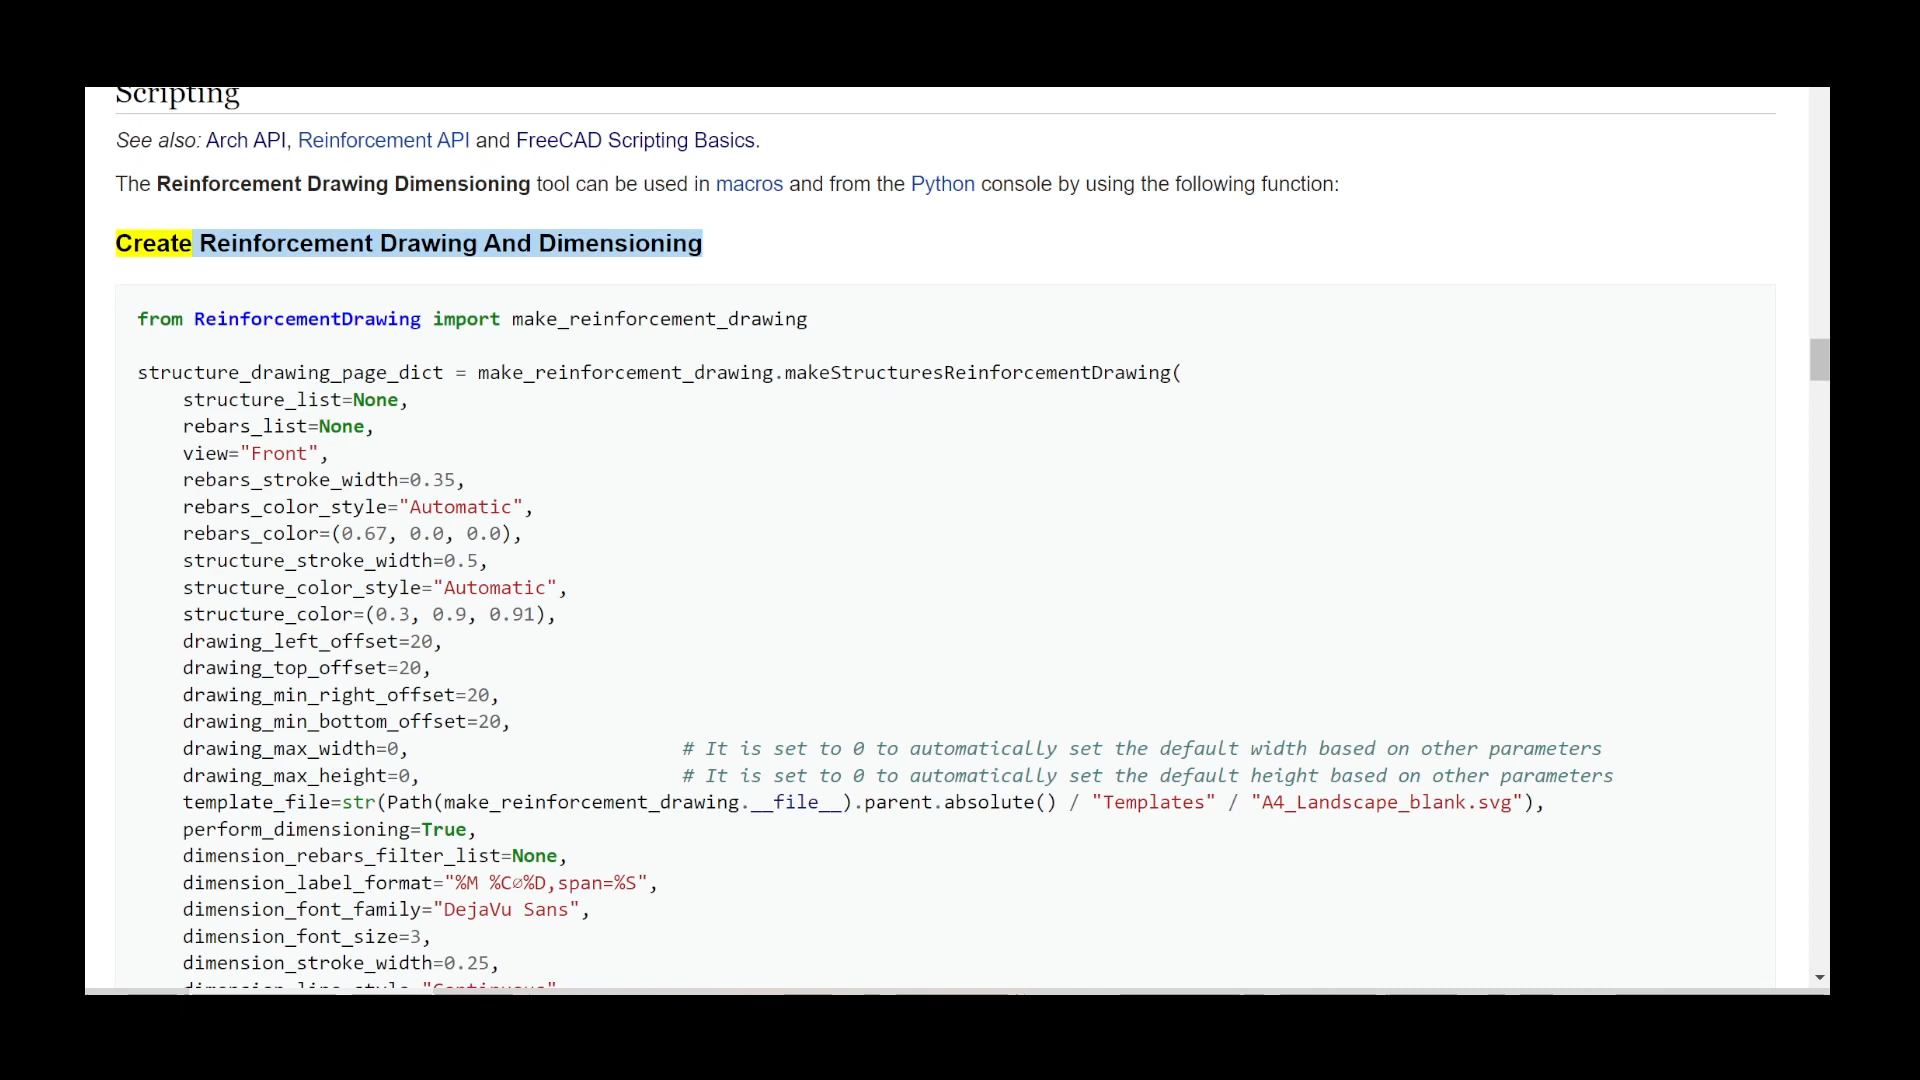 Scripting
See also: Arch API, Reinforcement API and FreeCAD Scripting Basics.
The Reinforcement Drawing Dimensioning tool can be used in macros and from the Python console by using the following function:
Create Reinforcement Drawing And Dimensioning
from ReinforcementDrawing import make_reinforcement_drawing
structure_drawing_page_dict = make_reinforcement_drawing.makeStructuresReinforcementDrawing(
    structure_list=None,
    rebars_list=None,
    view="Front",
    rebars_stroke_width=0.35,
    rebars_color_style="Automatic",
    rebars_color=(0.67, 0.0, 0.0),
    structure_stroke_width=0.5,
    structure_color_style="Automatic",
    structure_color=(0.3, 0.9, 0.91),
    drawing_left_offset=20,
    drawing_top_offset=20,
    drawing_min_right_offset=20,
    drawing_min_bottom_offset=20,
    drawing_max_width=0,                        # It is set to 0 to automatically set the default width based on other parameters
    drawing_max_height=0,                       # It is set to 0 to automatically set the default height based on other parameters
    template_file=str(Path(make_reinforcement_drawing.__file__).parent.absolute() / "Templates" / "A4_Landscape_blank.svg"),
    perform_dimensioning=True,
    dimension_rebars_filter_list=None,
    dimension_label_format="%M %C⌀%D,span=%S",
    dimension_font_family="DejaVu Sans",
    dimension_font_size=3,
    dimension_stroke_width=0.25,
    dimension_line_style="Continuous"